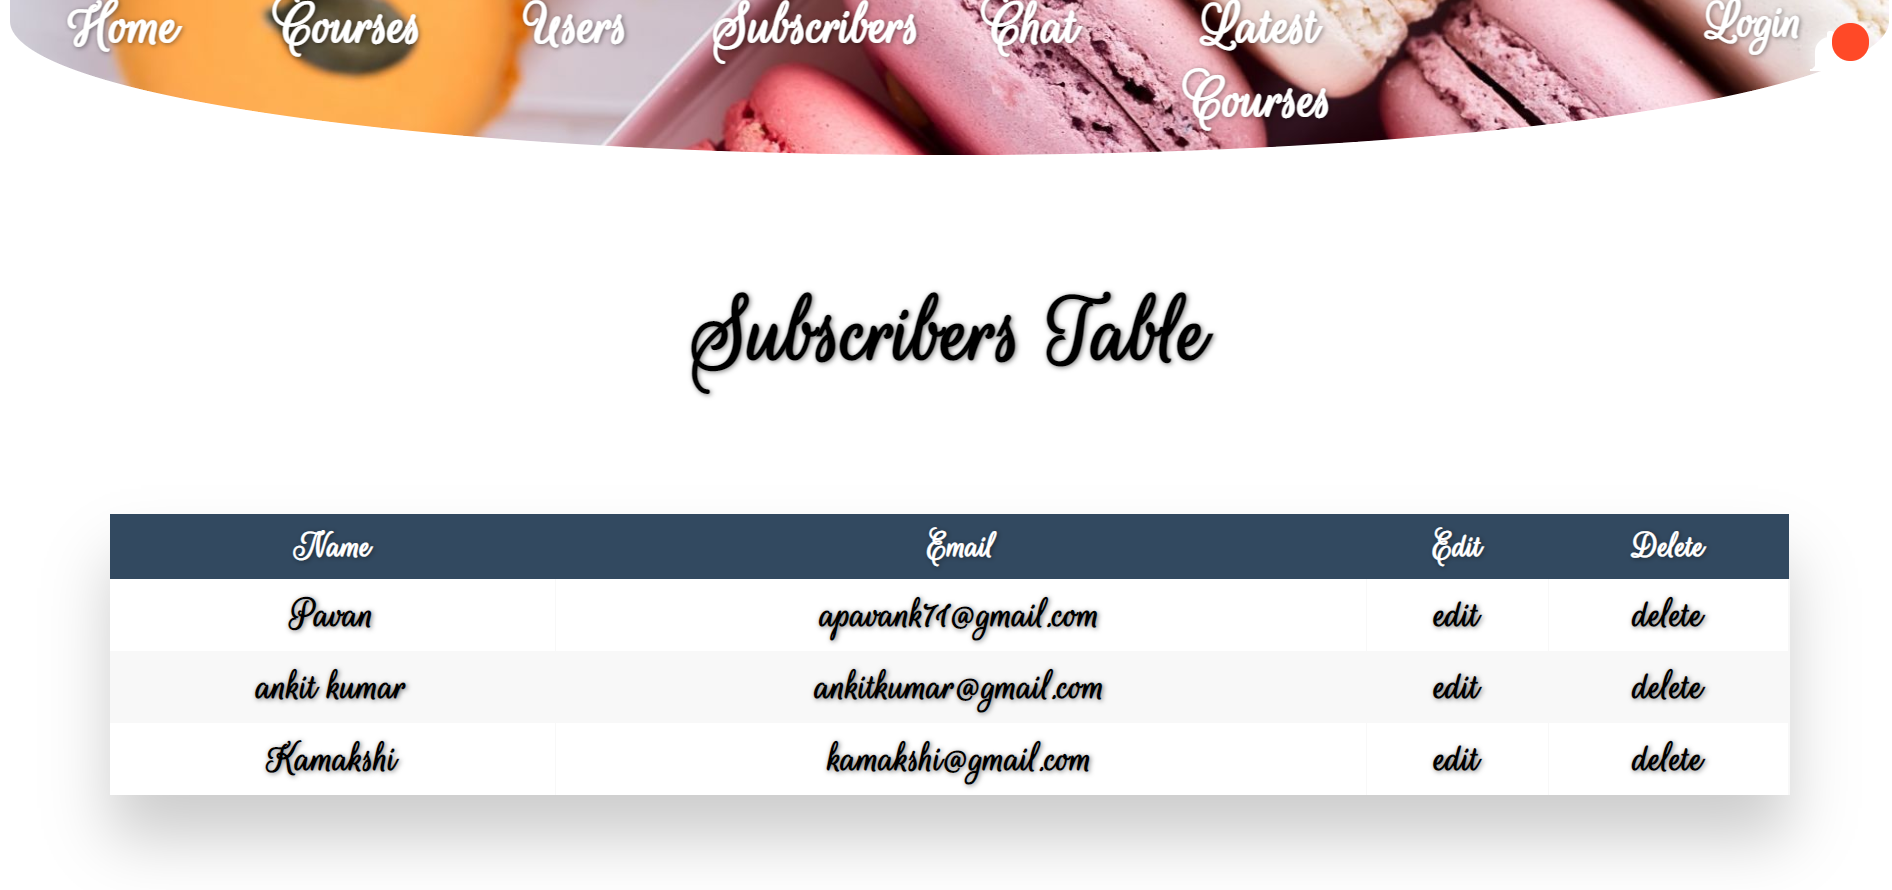 Home Courses Users Subscribers Chat Latest Courses Login
Subscribers Table
Name Email Edit Delete
Pavan apavank71@gmail.com edit delete
ankit kumar ankitkumar@gmail.com edit delete
Kamakshi kamakshi@gmail.com edit delete